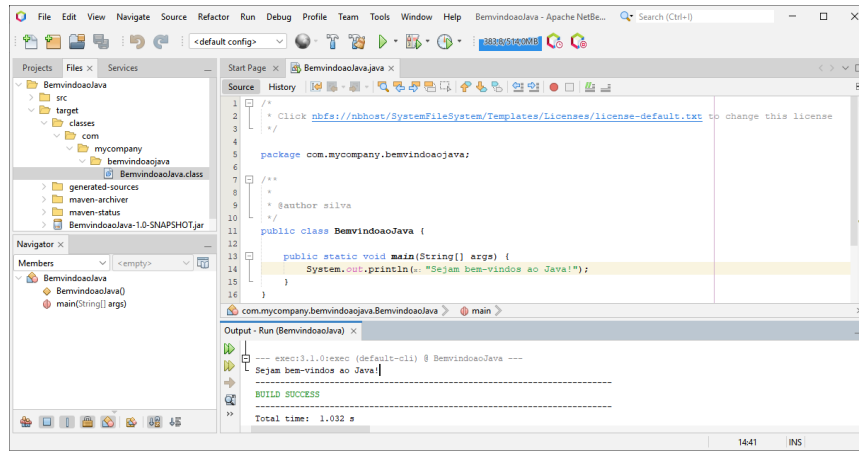 File Edit View Navigate Source Refactor Run Debug Profile Team Tools Window Help BemvindoaoJava - Apache NetBe... Search (Ctrl+I)
<default config> 383,8/514,0MB
Projects Files Services
BemvindoaoJava
src
target
classes
com
mycompany
bemvindoaojava
BemvindoaoJava.class
generated-sources
maven-archiver
maven-status
BemvindoaoJava-1.0-SNAPSHOT.jar
Navigator
Members <empty>
BemvindoaoJava
BemvindoaoJava()
main(String[] args)
Start Page BemvindoaoJava.java
Source History
1 /*
2 * Click nbfs://nbhost/SystemFileSystem/Templates/Licenses/license-default.txt to change this license
3 */
4
5 package com.mycompany.bemvindoaojava;
6
7 /**
8 *
9 * @author silva
10 */
11 public class BemvindoaoJava {
12
13 public static void main(String[] args) {
14 System.out.println(x: "Sejam bem-vindos ao Java!");
15 }
16 }
com.mycompany.bemvindoaojava.BemvindoaoJava main
Output - Run (BemvindoaoJava)
--- exec:3.1.0:exec (default-cli) @ BemvindoaoJava ---
Sejam bem-vindos ao Java!
------------------------------------------------------------------------
BUILD SUCCESS
------------------------------------------------------------------------
Total time: 1.032 s
14:41 INS